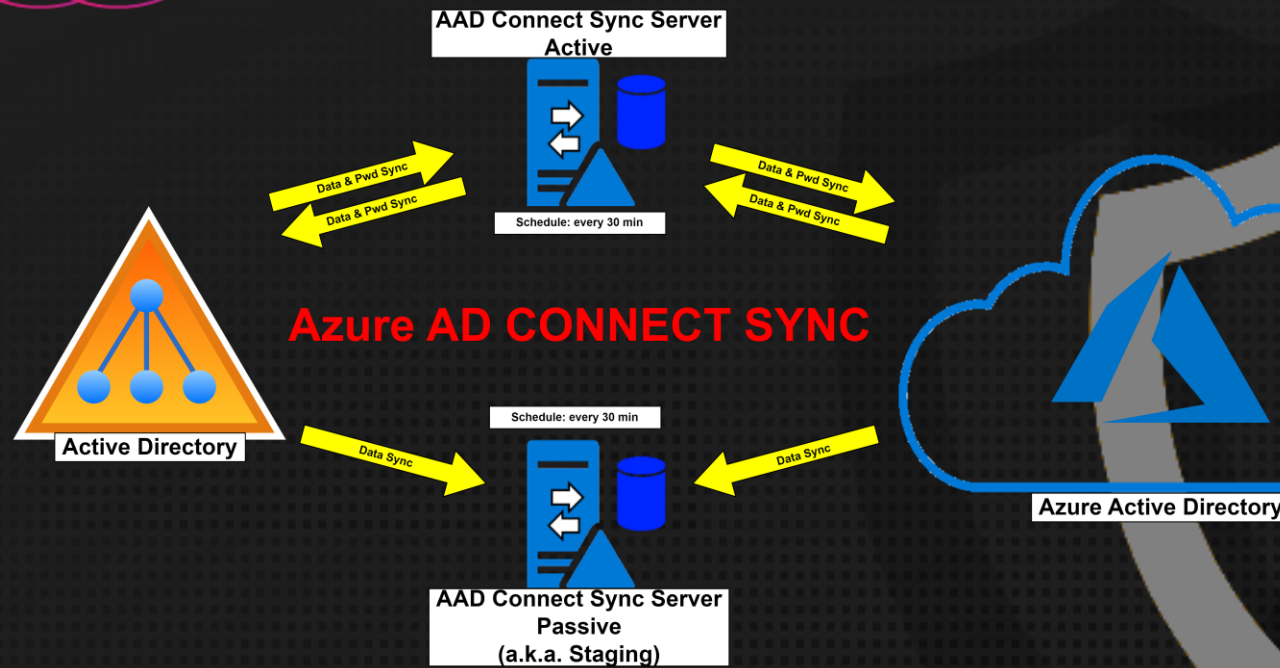 AAD Connect Sync Server
Active
Data & Pwd Sync
Data & Pwd Sync
Data & Pwd Sync
Data & Pwd Sync
Schedule: every 30 min
Azure AD CONNECT SYNC
Schedule: every 30 min
Active Directory
Data Sync
Data Sync
Azure Active Directory
AAD Connect Sync Server
Passive
(a.k.a. Staging)